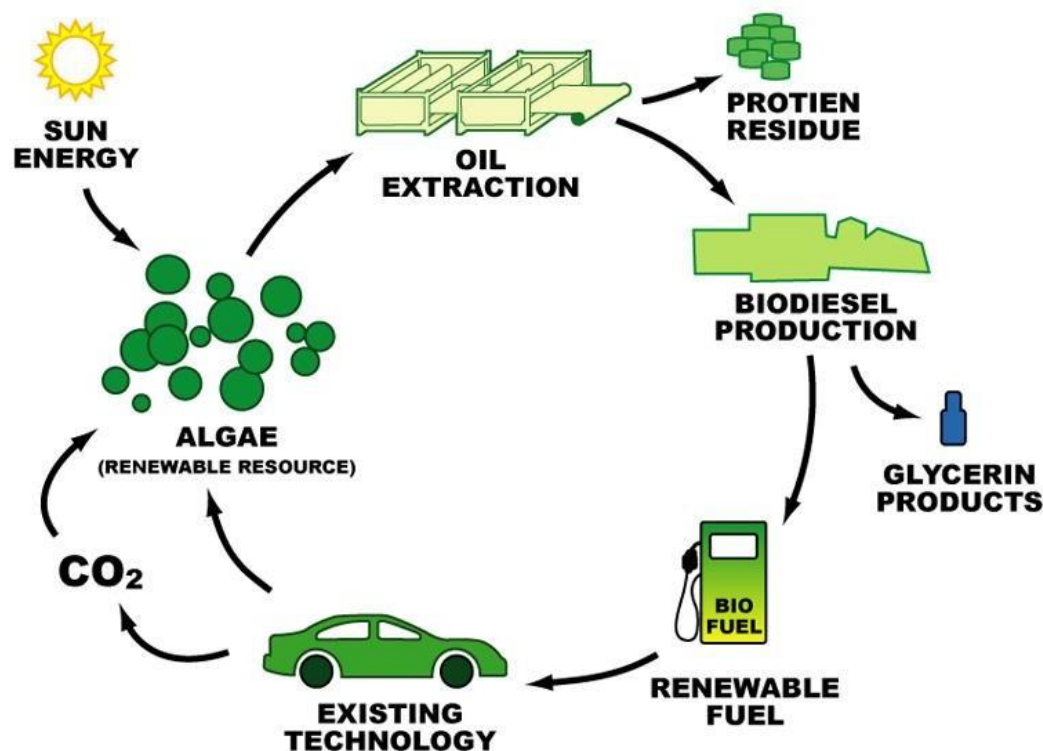 SUN
ENERGY
OIL
EXTRACTION
PROTIEN
RESIDUE
BIODIESEL
PRODUCTION
GLYCERIN
PRODUCTS
BIO
FUEL
RENEWABLE
FUEL
EXISTING
TECHNOLOGY
CO₂
ALGAE
(RENEWABLE RESOURCE)